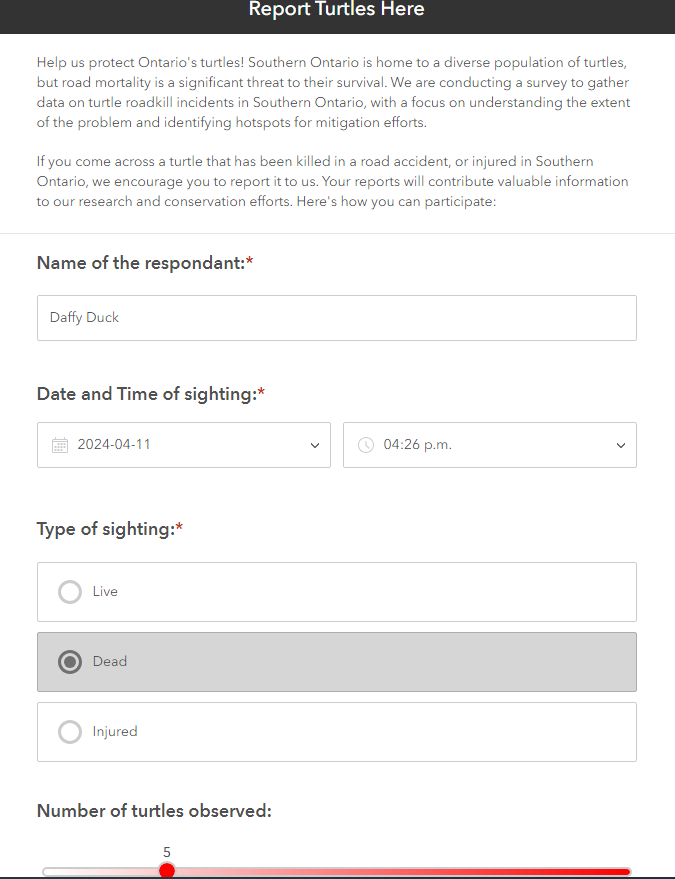 Report Turtles Here
Help us protect Ontario's turtles! Southern Ontario is home to a diverse population of turtles,
but road mortality is a significant threat to their survival. We are conducting a survey to gather
data on turtle roadkill incidents in Southern Ontario, with a focus on understanding the extent
of the problem and identifying hotspots for mitigation efforts.
If you come across a turtle that has been killed in a road accident, or injured in Southern
Ontario, we encourage you to report it to us. Your reports will contribute valuable information
to our research and conservation efforts. Here's how you can participate:
Name of the respondant:*
Daffy Duck
Date and Time of sighting:*
2024-04-11 04:26 p.m.
Type of sighting:*
Live
Dead
Injured
Number of turtles observed:
5